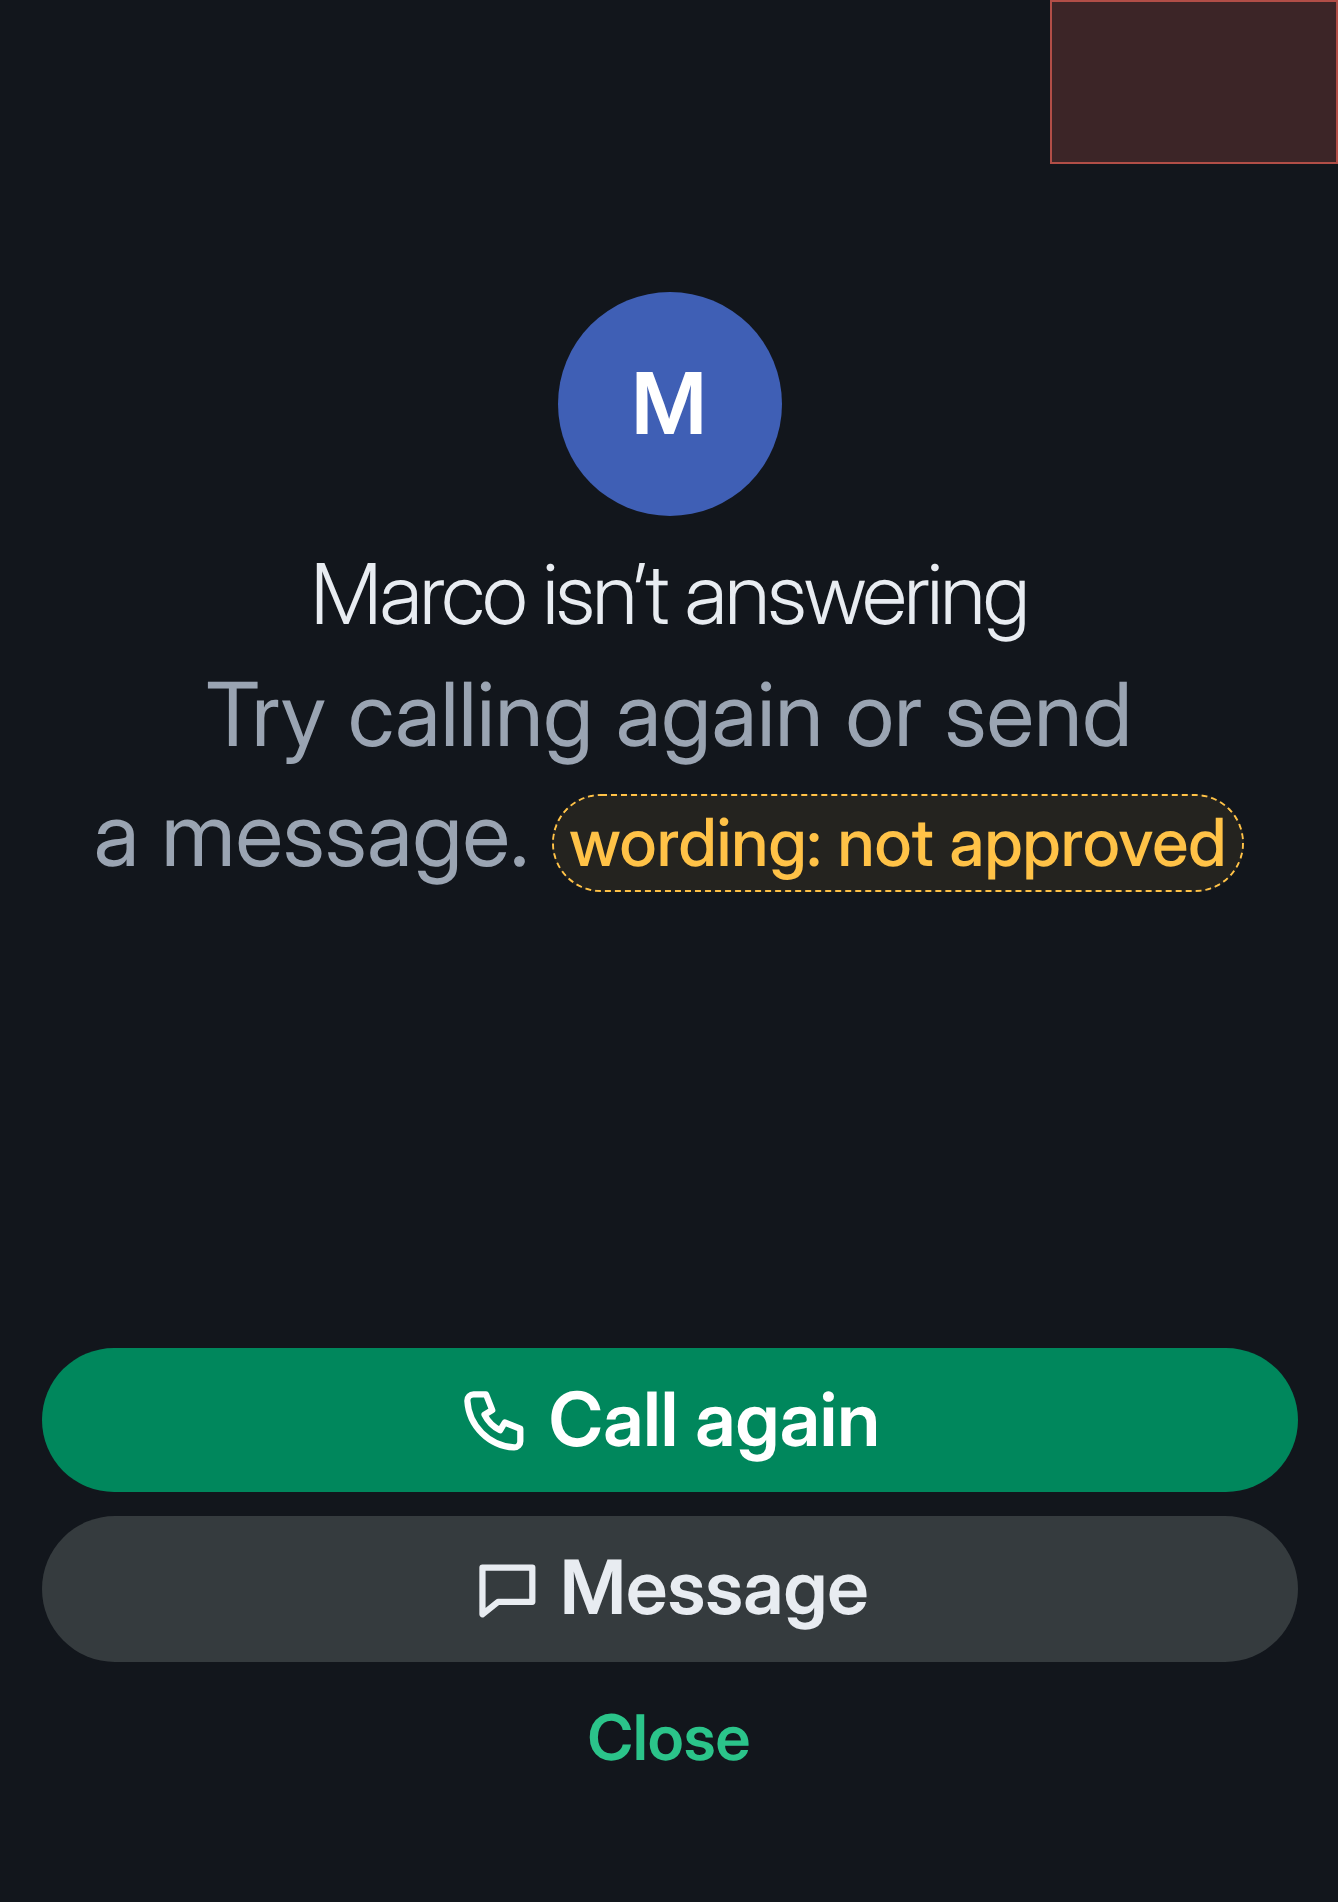 M
Marco isn’t answering
Try calling again or send
a message. wording: not approved
Call again
Message
Close